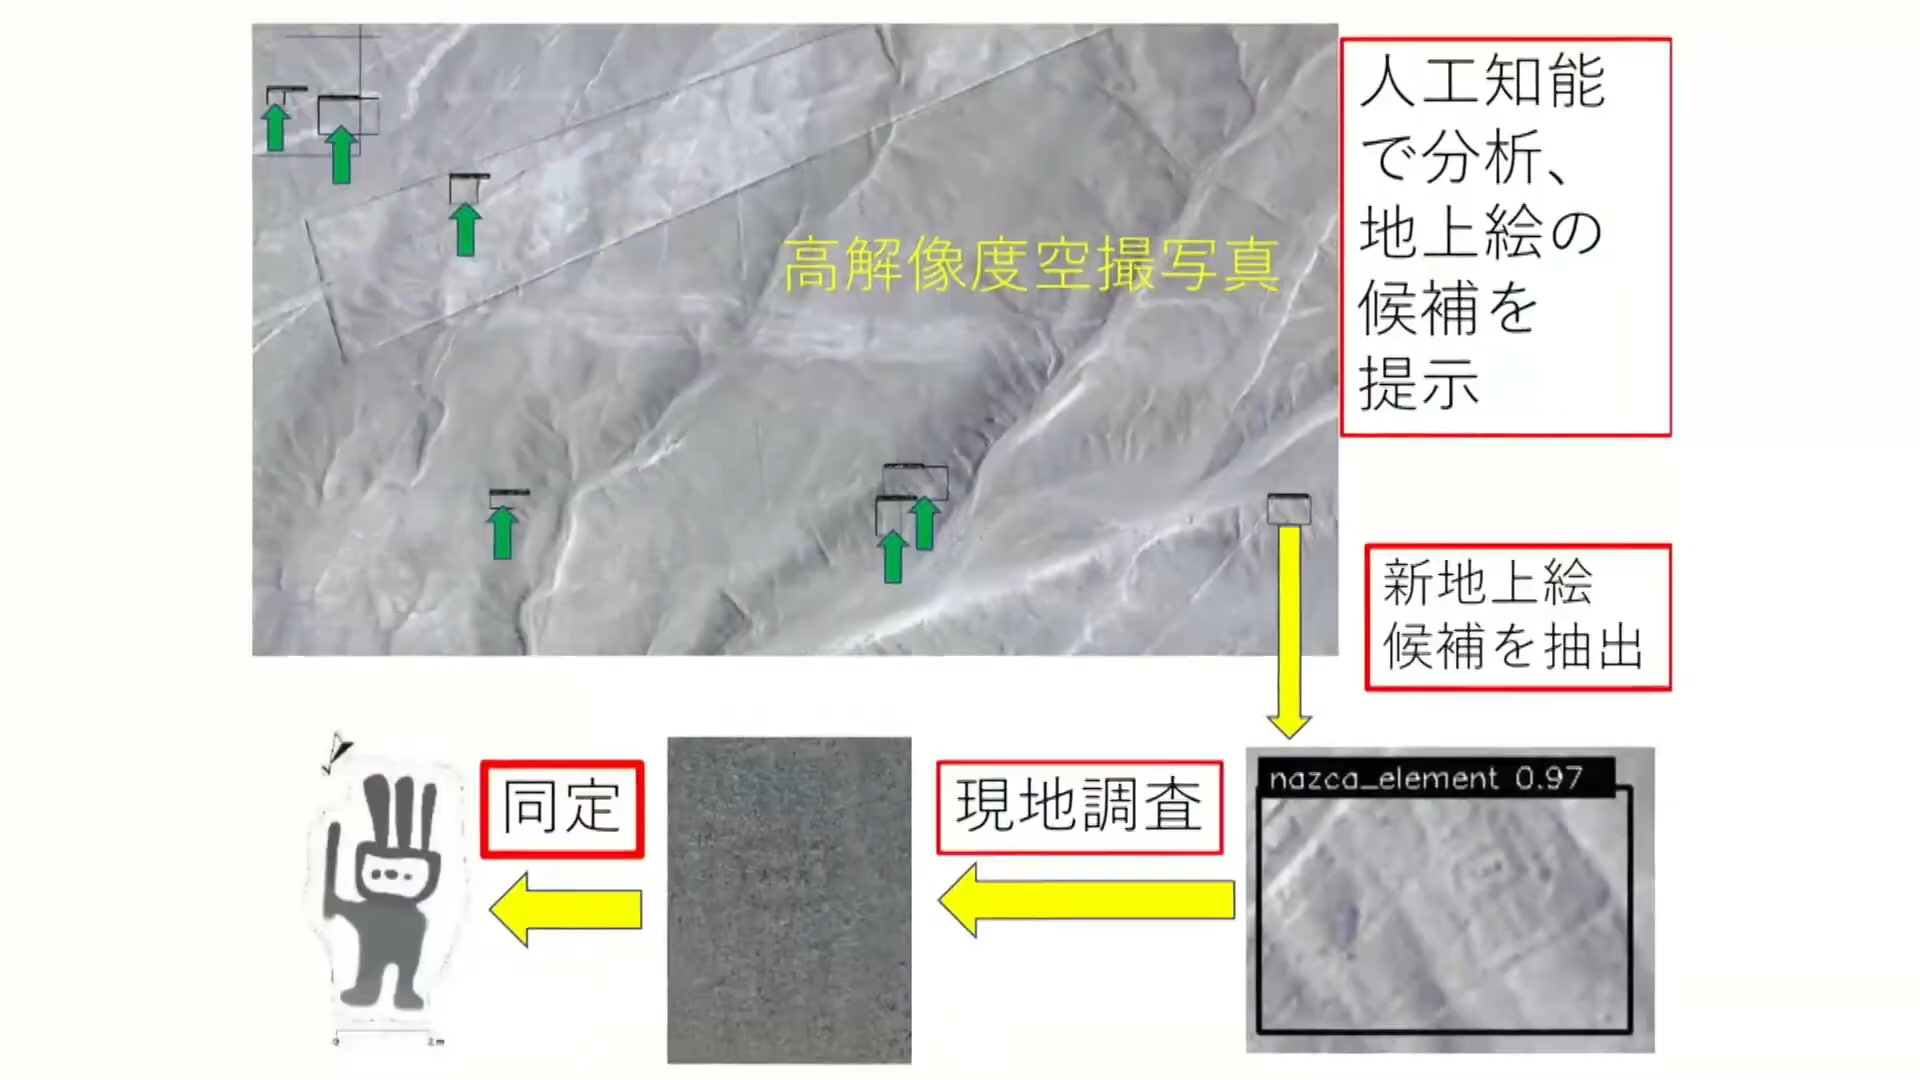 人工知能
で分析、
地上絵の
候補を
提示
高解像度空撮写真
新地上絵
候補を抽出
nazca_element 0.97
現地調査
同定
0 2m